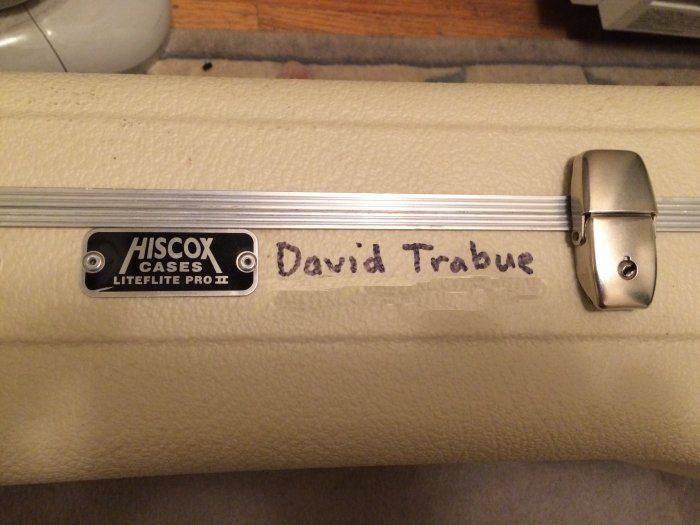 HISCOX
CASES
LITEFLITE PRO II
David Trabue